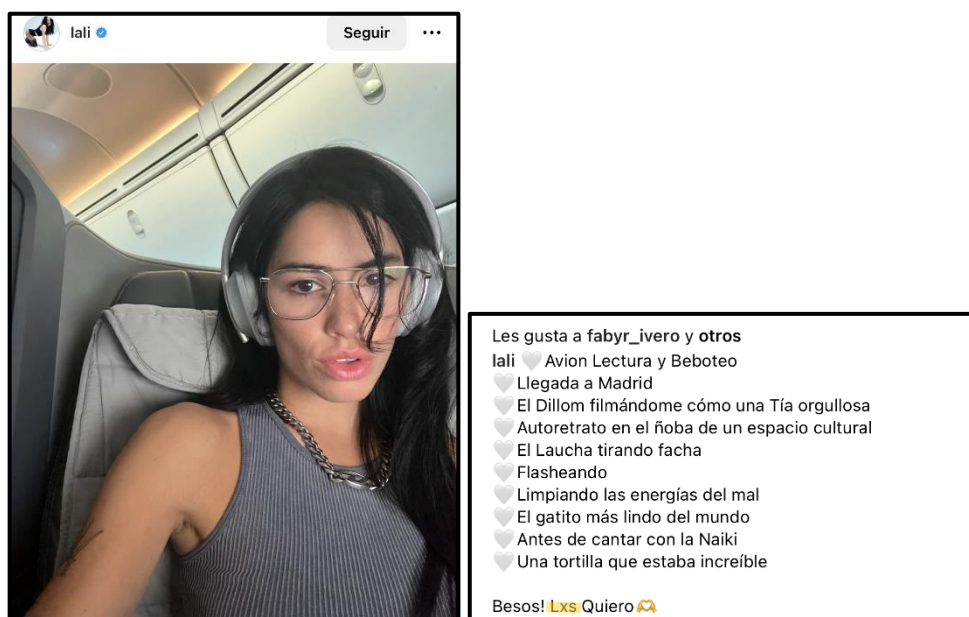 lali
Seguir
Les gusta a fabyr_ivero y otros
lali 🤍 Avion Lectura y Beboteo
🤍 Llegada a Madrid
🤍 El Dillom filmándome cómo una Tía orgullosa
🤍 Autoretrato en el ñoba de un espacio cultural
🤍 El Laucha tirando facha
🤍 Flasheando
🤍 Limpiando las energías del mal
🤍 El gatito más lindo del mundo
🤍 Antes de cantar con la Naiki
🤍 Una tortilla que estaba increíble
Besos! Lxs Quiero 🫶